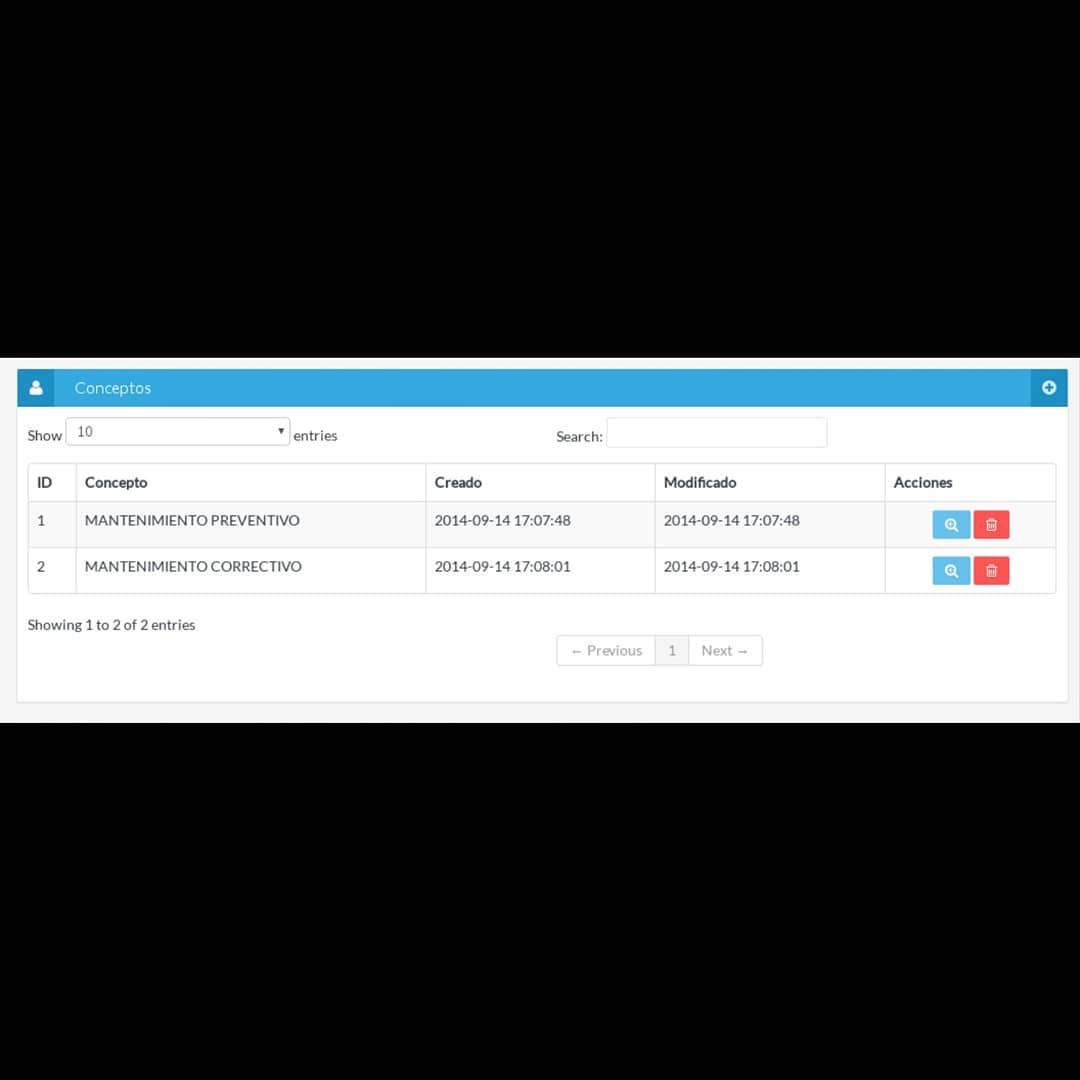 Conceptos
Show 10 entries Search:
ID Concepto Creado Modificado Acciones
1 MANTENIMIENTO PREVENTIVO 2014-09-14 17:07:48 2014-09-14 17:07:48
2 MANTENIMIENTO CORRECTIVO 2014-09-14 17:08:01 2014-09-14 17:08:01
Showing 1 to 2 of 2 entries
← Previous 1 Next →